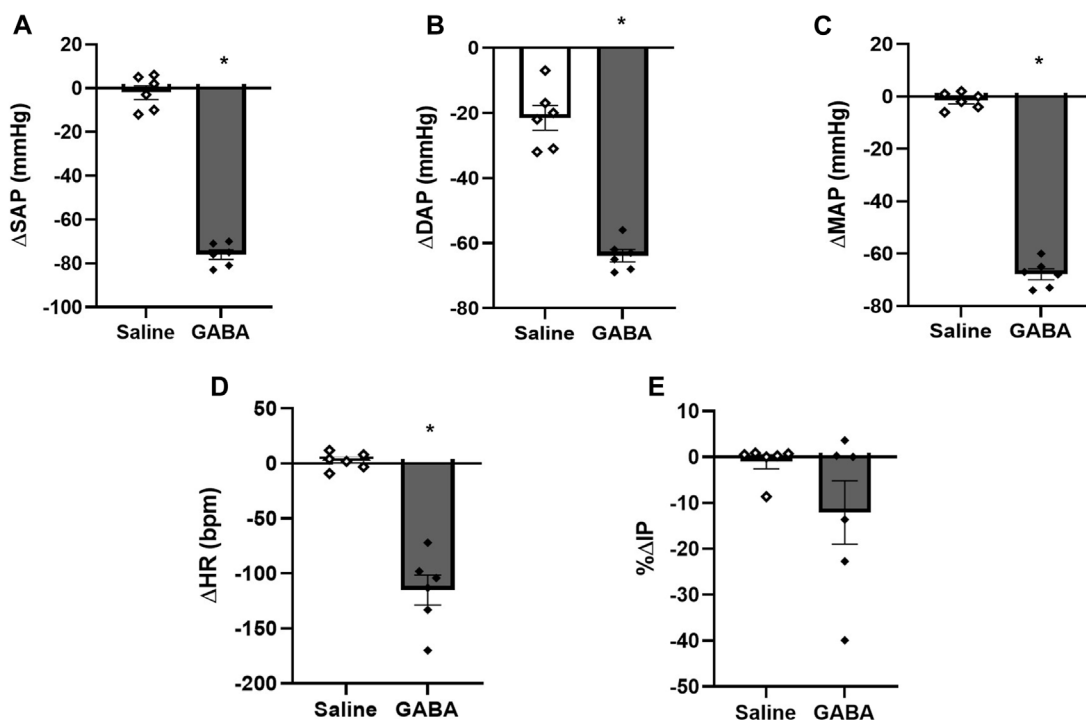 A
ΔSAP (mmHg)
20
0
-20
-40
-60
-80
-100
*
Saline GABA
B
ΔDAP (mmHg)
0
-20
-40
-60
-80
*
Saline GABA
C
ΔMAP (mmHg)
20
0
-20
-40
-60
-80
*
Saline GABA
D
ΔHR (bpm)
50
0
-50
-100
-150
-200
*
Saline GABA
E
%ΔIP
10
0
-10
-20
-30
-40
-50
Saline GABA